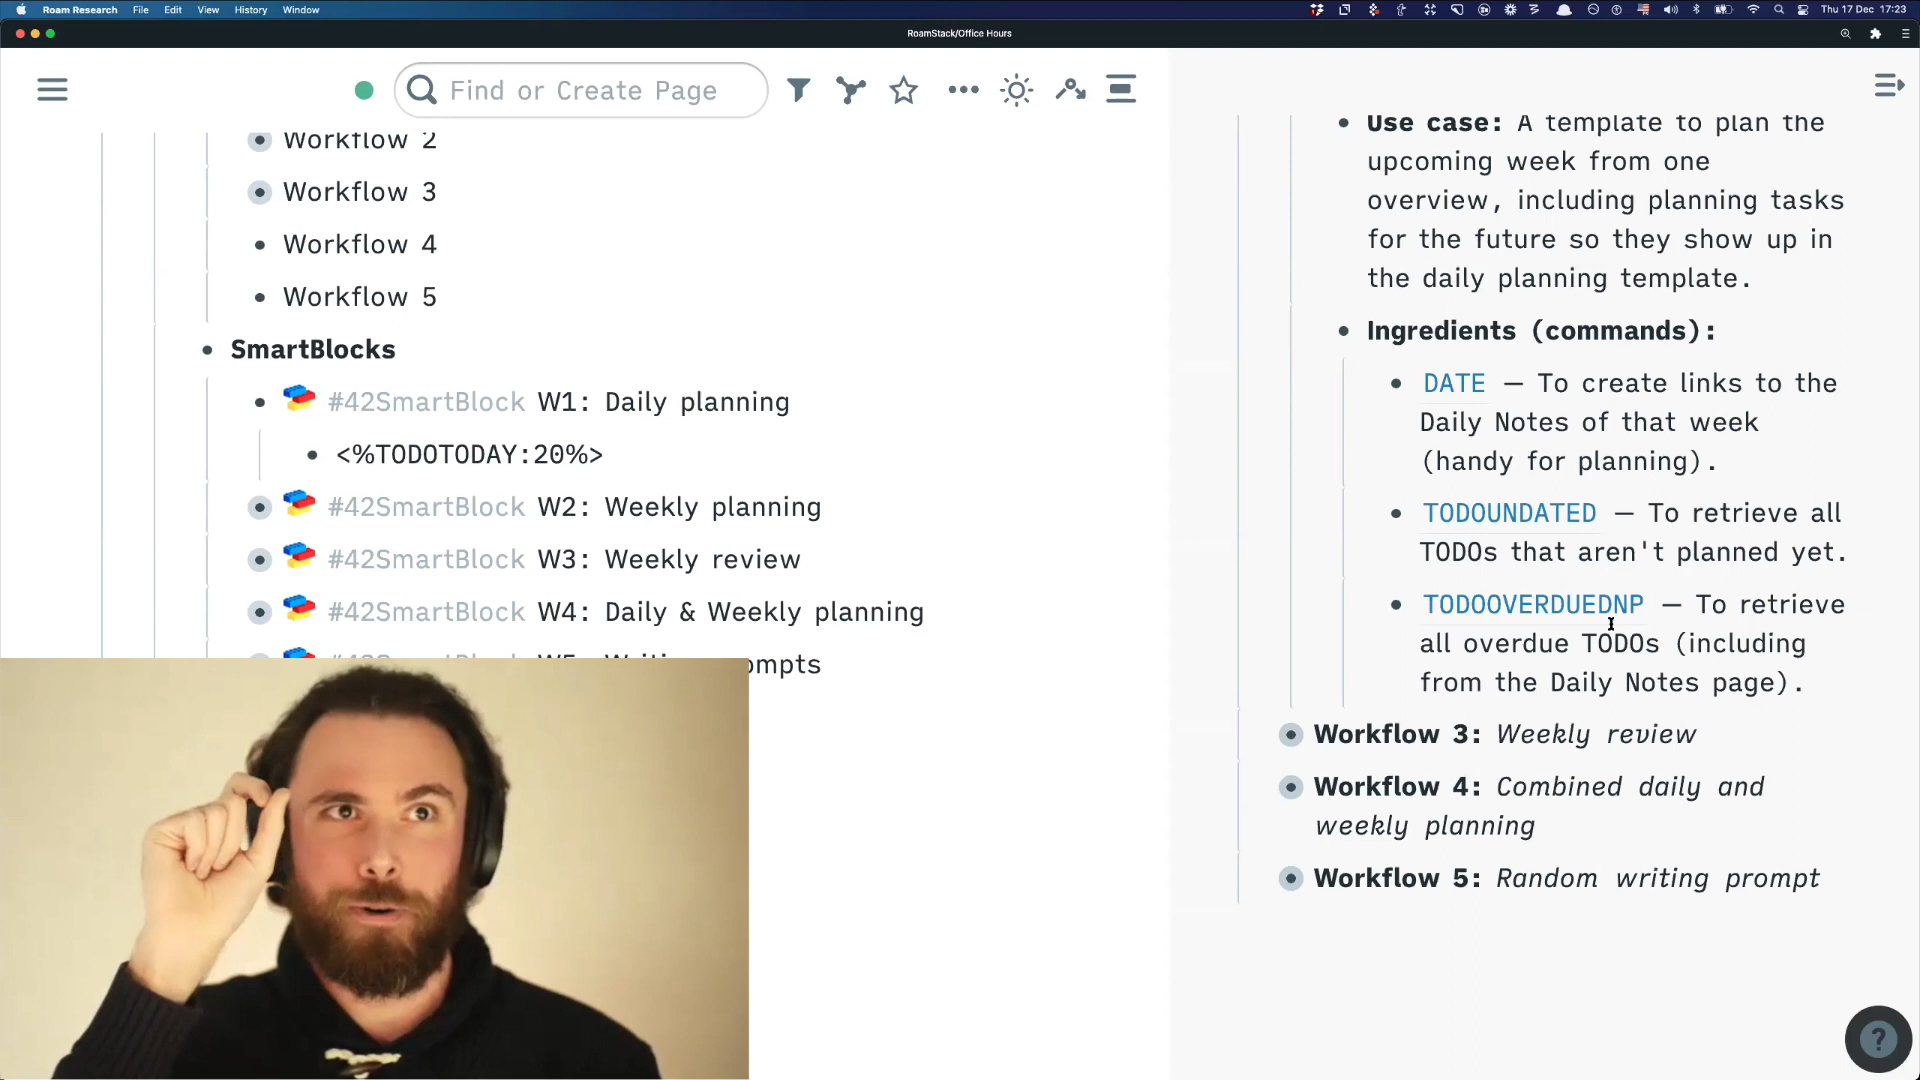 Roam Research File Edit View History Window
Thu 17 Dec 17:23
RoamStack/Office Hours
Find or Create Page
Workflow 2
Workflow 3
Workflow 4
Workflow 5
SmartBlocks
#42SmartBlock W1: Daily planning
<%TODOTODAY:20%>
#42SmartBlock W2: Weekly planning
#42SmartBlock W3: Weekly review
#42SmartBlock W4: Daily & Weekly planning
Use case: A template to plan the
upcoming week from one
overview, including planning tasks
for the future so they show up in
the daily planning template.
Ingredients (commands):
DATE — To create links to the
Daily Notes of that week
(handy for planning).
TODOUNDATED — To retrieve all
TODOs that aren't planned yet.
TODOOVERDUEDNP — To retrieve
all overdue TODOs (including
from the Daily Notes page).
Workflow 3: Weekly review
Workflow 4: Combined daily and
weekly planning
Workflow 5: Random writing prompt
?